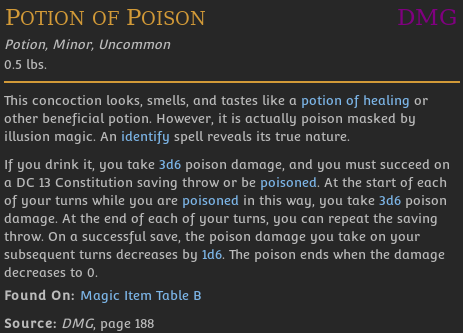 Potion of Poison DMG
Potion, Minor, Uncommon
0.5 lbs.
This concoction looks, smells, and tastes like a potion of healing or
other beneficial potion. However, it is actually poison masked by
illusion magic. An identify spell reveals its true nature.
If you drink it, you take 3d6 poison damage, and you must succeed on
a DC 13 Constitution saving throw or be poisoned. At the start of each
of your turns while you are poisoned in this way, you take 3d6 poison
damage. At the end of each of your turns, you can repeat the saving
throw. On a successful save, the poison damage you take on your
subsequent turns decreases by 1d6. The poison ends when the damage
decreases to 0.
Found On: Magic Item Table B
Source: DMG, page 188